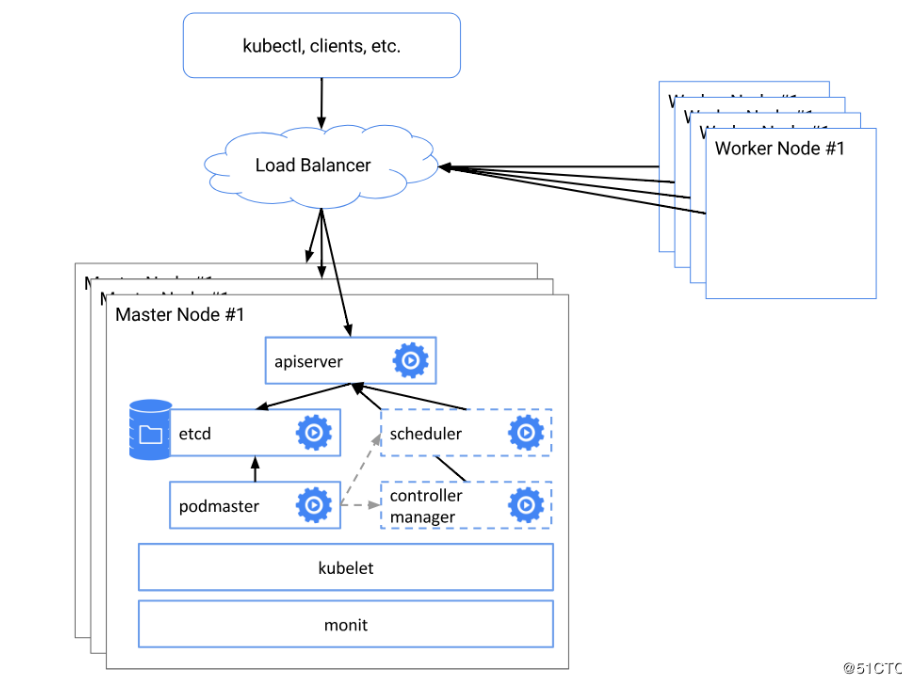 kubectl, clients, etc.
Load Balancer
Worker Node #1
Master Node #1
apiserver
etcd
scheduler
podmaster
controller
manager
kubelet
monit
@51CTO